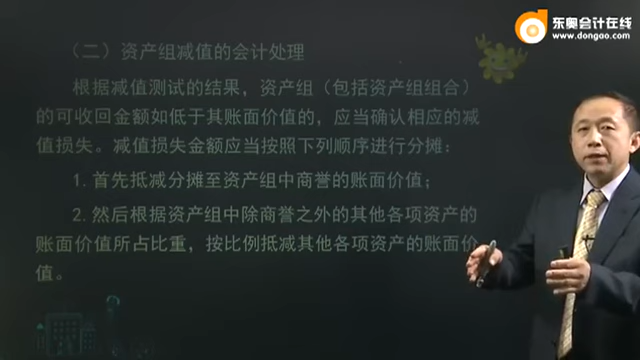 东奥会计在线
www.dongao.com
(二)资产组减值的会计处理
根据减值测试的结果,资产组(包括资产组组合)
的可收回金额如低于其账面价值的,应当确认相应的减
值损失。减值损失金额应当按照下列顺序进行分摊:
1.首先抵减分摊至资产组中商誉的账面价值;
2.然后根据资产组中除商誉之外的其他各项资产的
账面价值所占比重,按比例抵减其他各项资产的账面价
值。